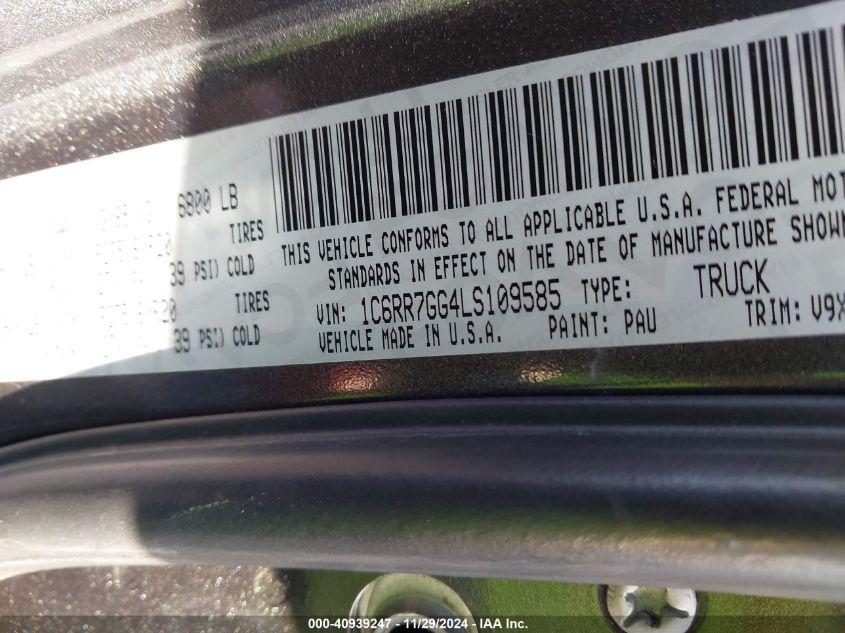 6800 LB
TIRES
39 PSI) COLD
TIRES
39 PSI) COLD
THIS VEHICLE CONFORMS TO ALL APPLICABLE U.S.A. FEDERAL MOT
STANDARDS IN EFFECT ON THE DATE OF MANUFACTURE SHOWN
VIN: 1C6RR7GG4LS109585 TYPE: TRUCK
VEHICLE MADE IN U.S.A. PAINT: PAU TRIM: V9X
000-40939247 - 11/29/2024 - IAA Inc.